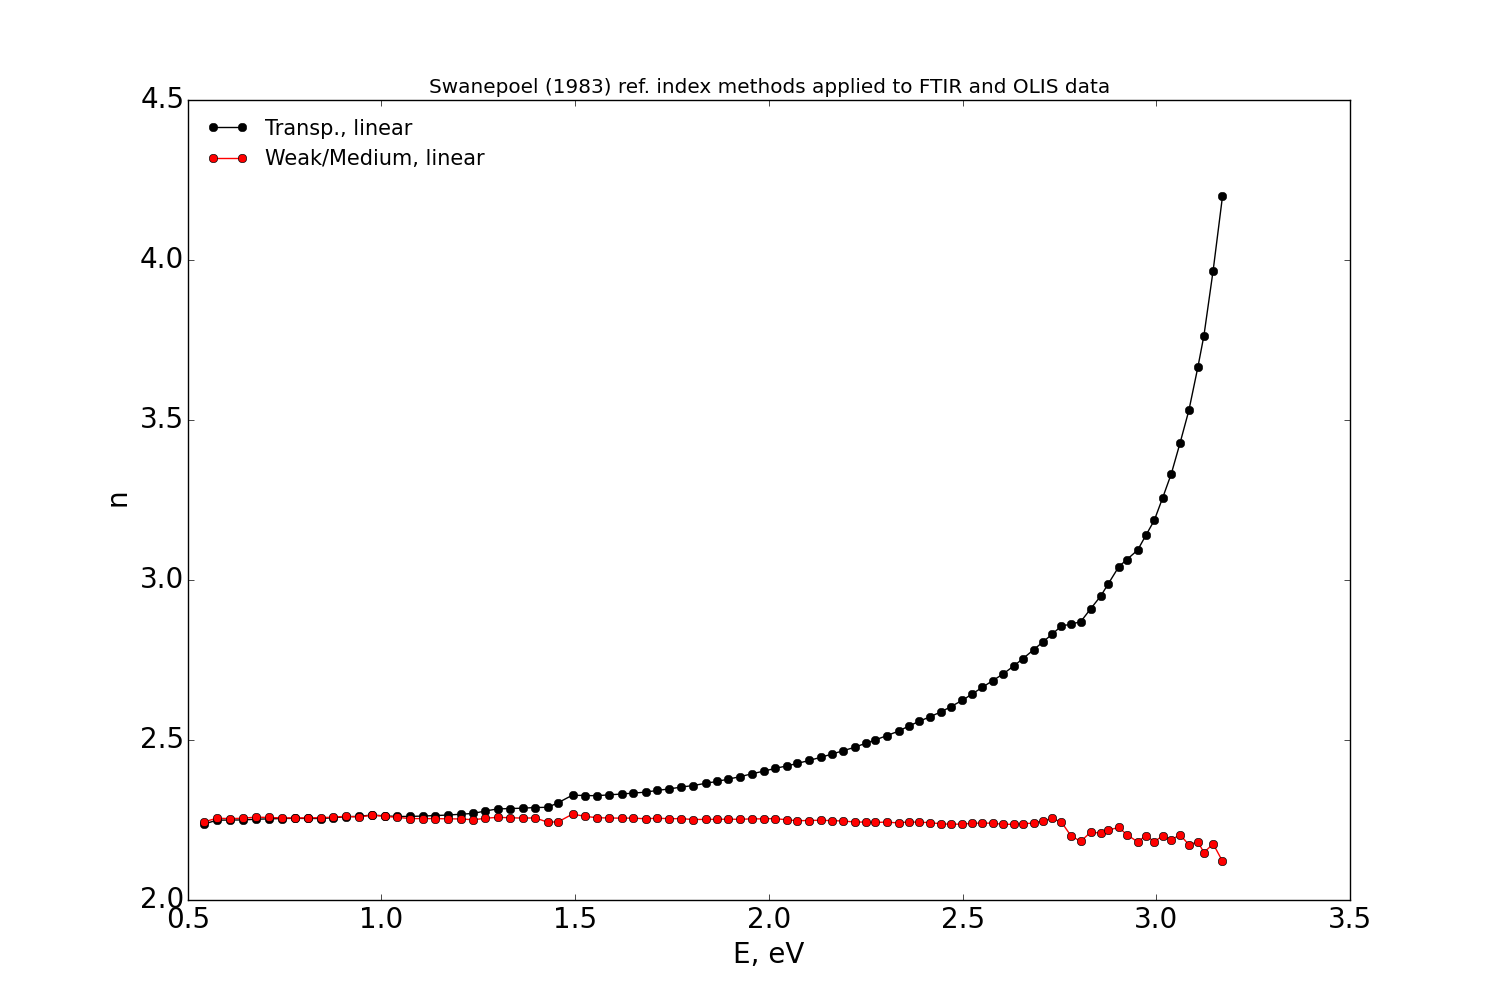 Swanepoel (1983) ref. index methods applied to FTIR and OLIS data
4.5
Transp., linear
Weak/Medium, linear
4.0
3.5
n
3.0
2.5
2.0
0.5 1.0 1.5 2.0 2.5 3.0 3.5
E, eV